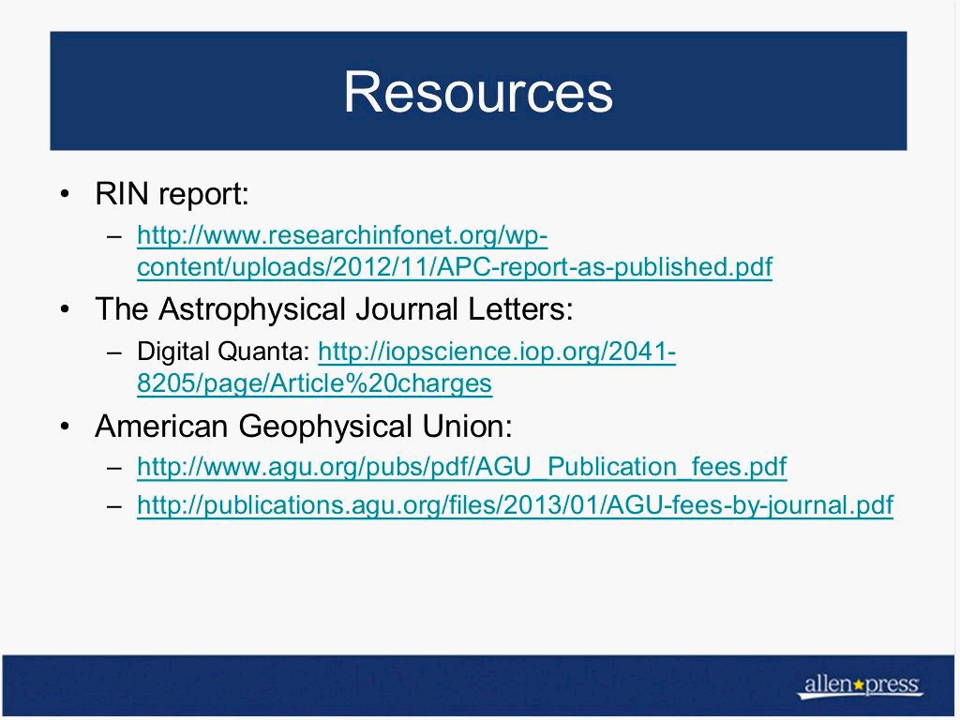 Resources
• RIN report:
– http://www.researchinfonet.org/wp-
content/uploads/2012/11/APC-report-as-published.pdf
• The Astrophysical Journal Letters:
– Digital Quanta: http://iopscience.iop.org/2041-
8205/page/Article%20charges
• American Geophysical Union:
– http://www.agu.org/pubs/pdf/AGU_Publication_fees.pdf
– http://publications.agu.org/files/2013/01/AGU-fees-by-journal.pdf
allen★press